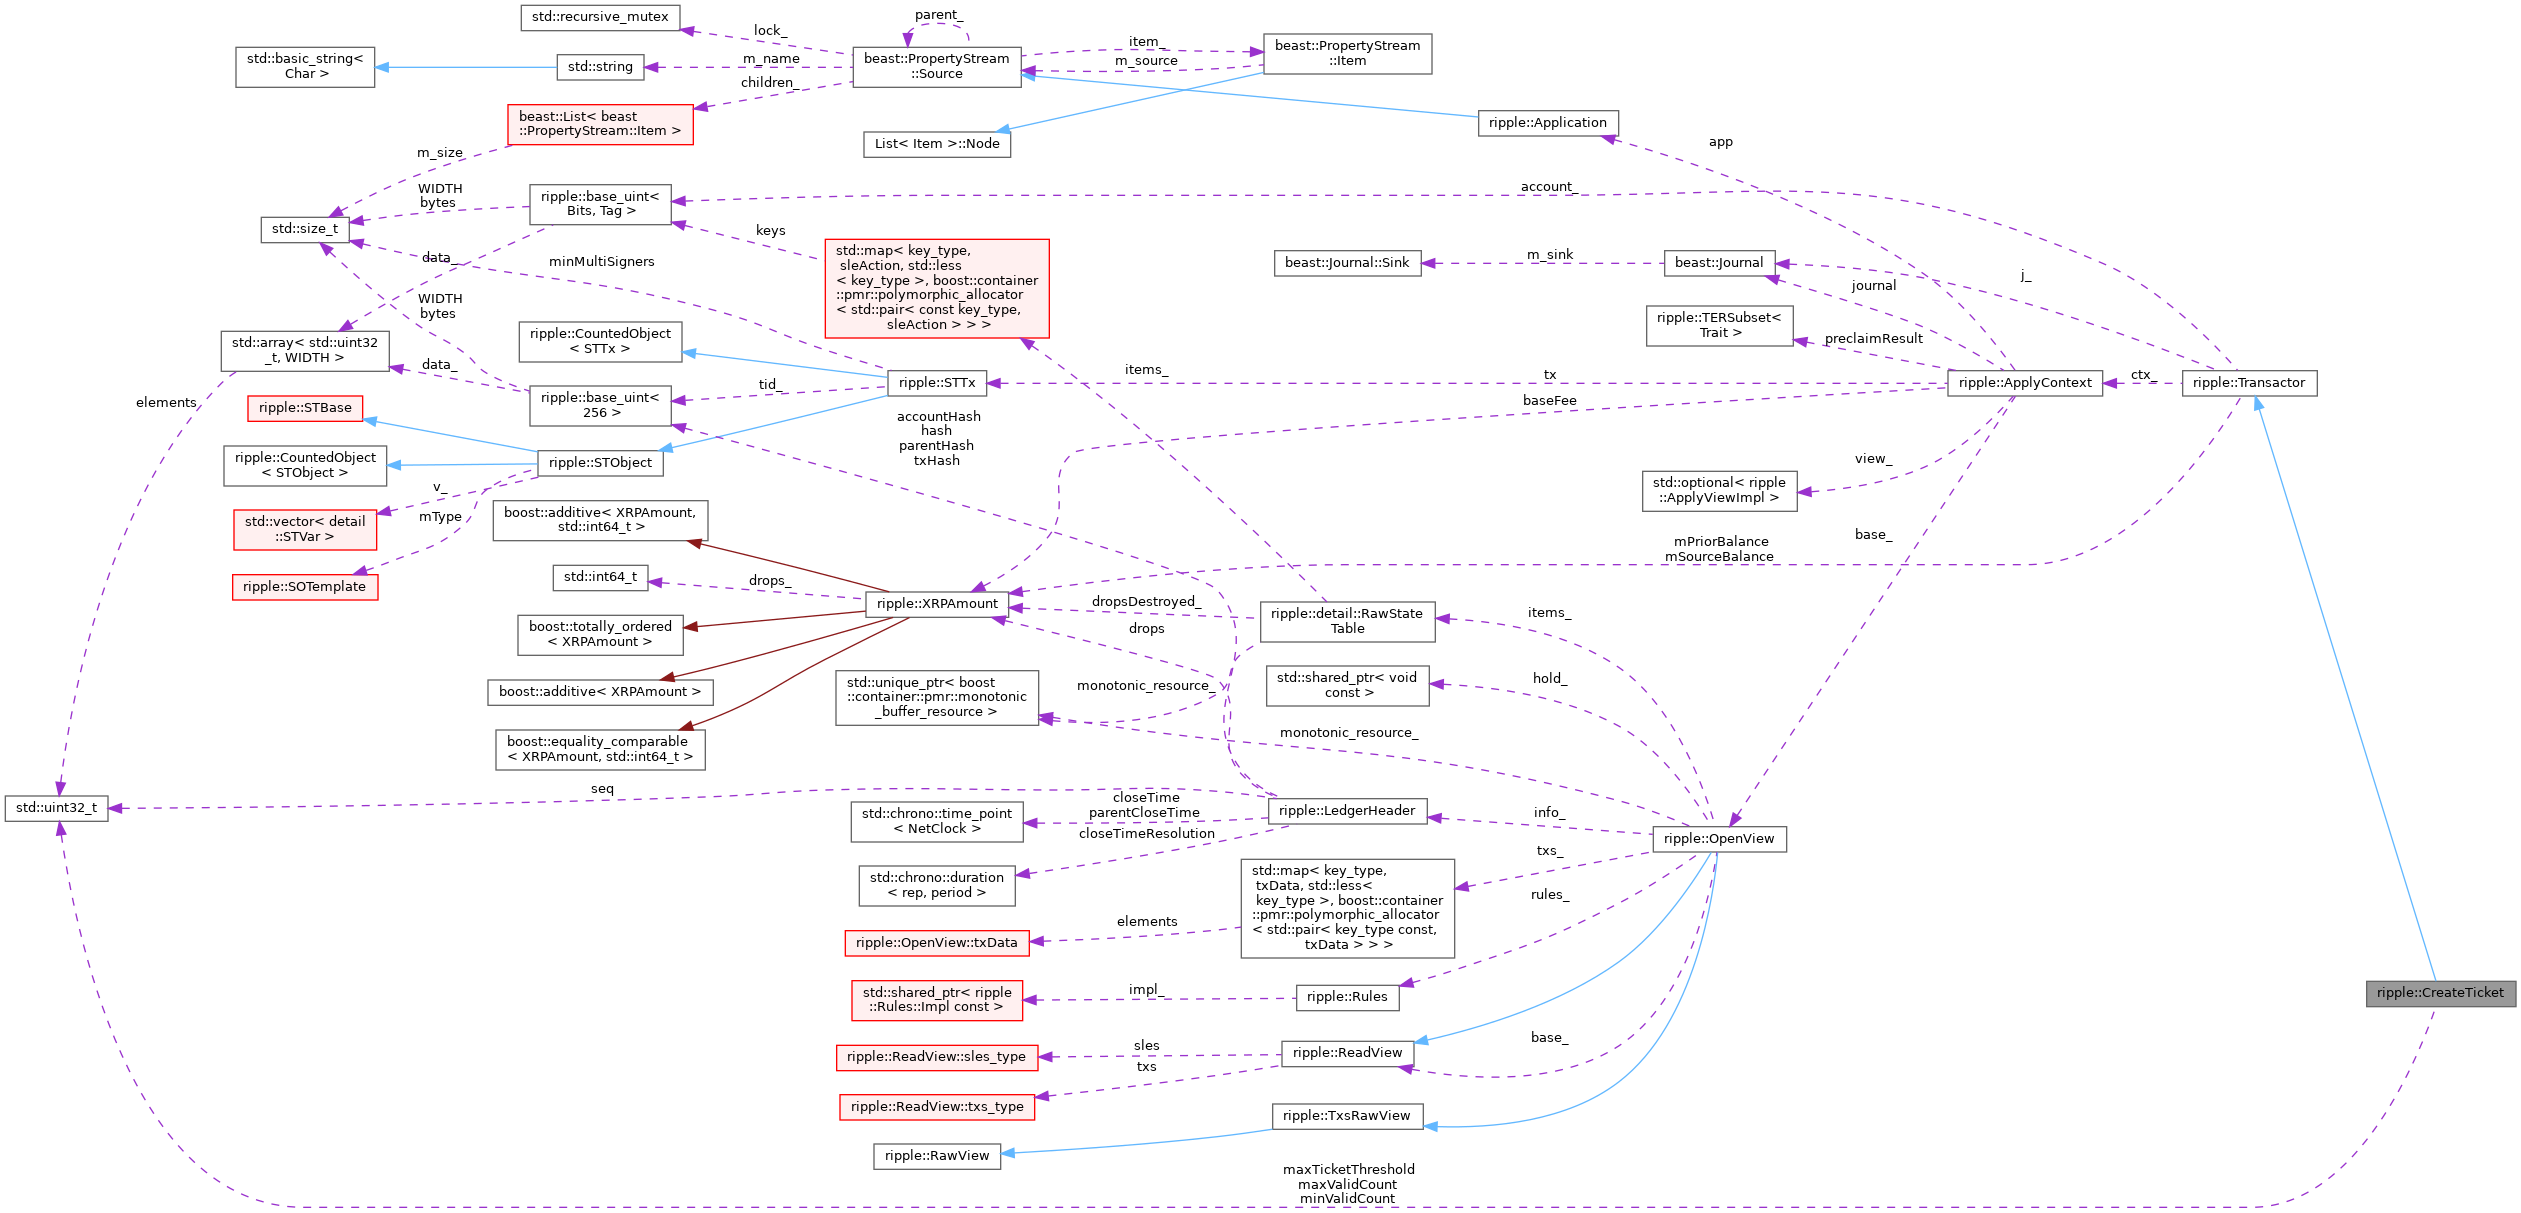 parent_
std::recursive_mutex
lock_
item_
beast::PropertyStream
::Item
std::basic_string<
Char >
std::string
m_name
beast::PropertyStream
::Source
m_source
children_
beast::List< beast
::PropertyStream::Item >
ripple::Application
List< Item >::Node
app
m_size
WIDTH
bytes
ripple::base_uint<
Bits, Tag >
account_
std::size_t
keys
data_
minMultiSigners
std::map< key_type,
sleAction, std::less
< key_type >, boost::container
::pmr::polymorphic_allocator
< std::pair< const key_type,
sleAction > > >
beast::Journal::Sink
m_sink
beast::Journal
j_
journal
WIDTH
bytes
ripple::TERSubset<
Trait >
preclaimResult
std::array< std::uint32
_t, WIDTH >
ripple::CountedObject
< STTx >
data_
tid_
items_
ripple::STTx
tx
ripple::ApplyContext
ctx_
ripple::Transactor
elements
ripple::STBase
ripple::base_uint<
256 >
baseFee
accountHash
hash
parentHash
txHash
ripple::CountedObject
< STObject >
ripple::STObject
view_
std::optional< ripple
::ApplyViewImpl >
v_
mType
std::vector< detail
::STVar >
boost::additive< XRPAmount,
std::int64_t >
base_
mPriorBalance
mSourceBalance
ripple::SOTemplate
std::int64_t
drops_
ripple::XRPAmount
dropsDestroyed_
ripple::detail::RawState
Table
items_
drops
boost::totally_ordered
< XRPAmount >
boost::additive< XRPAmount >
std::unique_ptr< boost
::container::pmr::monotonic
_buffer_resource >
monotonic_resource_
std::shared_ptr< void
const >
hold_
boost::equality_comparable
< XRPAmount, std::int64_t >
monotonic_resource_
seq
std::uint32_t
std::chrono::time_point
< NetClock >
closeTime
parentCloseTime
closeTimeResolution
ripple::LedgerHeader
info_
ripple::OpenView
txs_
std::chrono::duration
< rep, period >
std::map< key_type,
txData, std::less<
key_type >, boost::container
::pmr::polymorphic_allocator
< std::pair< key_type const,
txData > > >
rules_
elements
ripple::OpenView::txData
std::shared_ptr< ripple
::Rules::Impl const >
impl_
ripple::Rules
ripple::CreateTicket
base_
ripple::ReadView::sles_type
sles
ripple::ReadView
txs
ripple::ReadView::txs_type
ripple::TxsRawView
ripple::RawView
maxTicketThreshold
maxValidCount
minValidCount